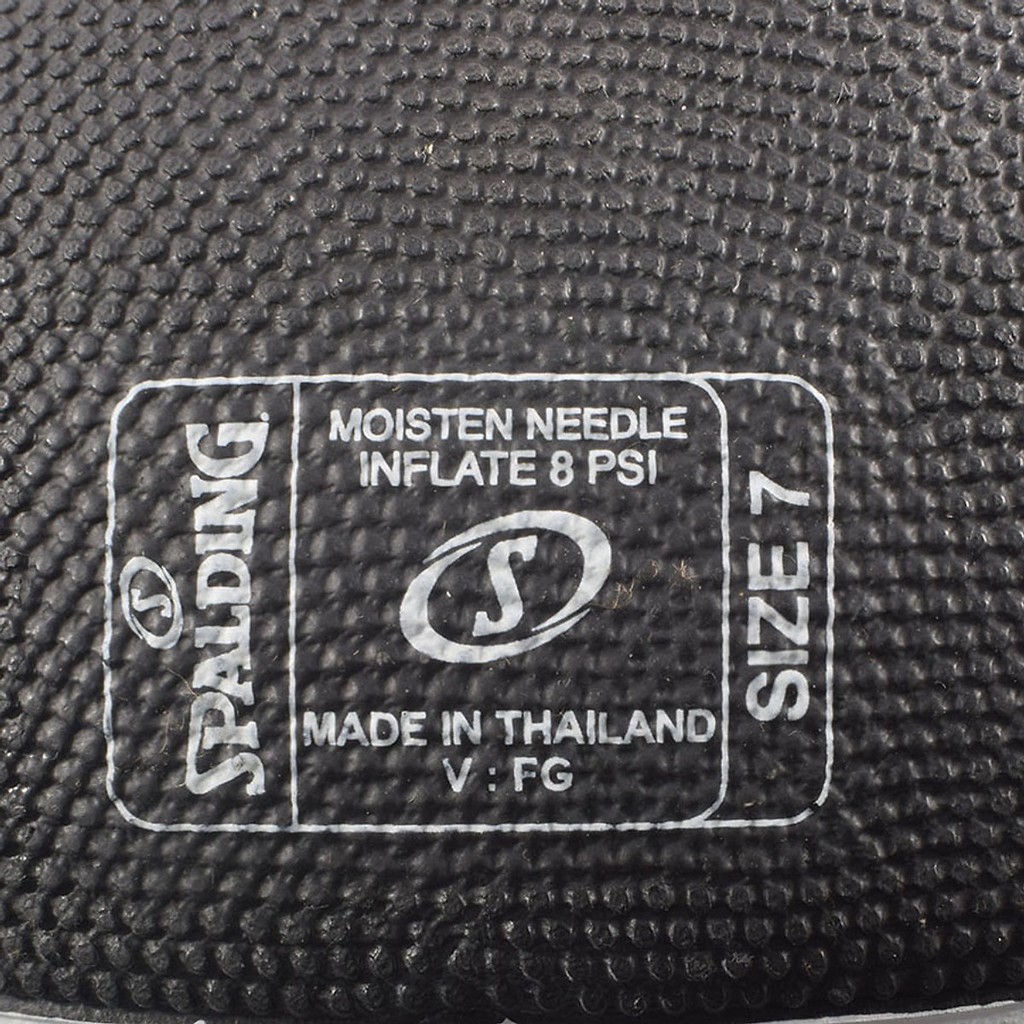 SPALDING
MOISTEN NEEDLE
INFLATE 8 PSI
S
MADE IN THAILAND
V : FG
SIZE 7
S